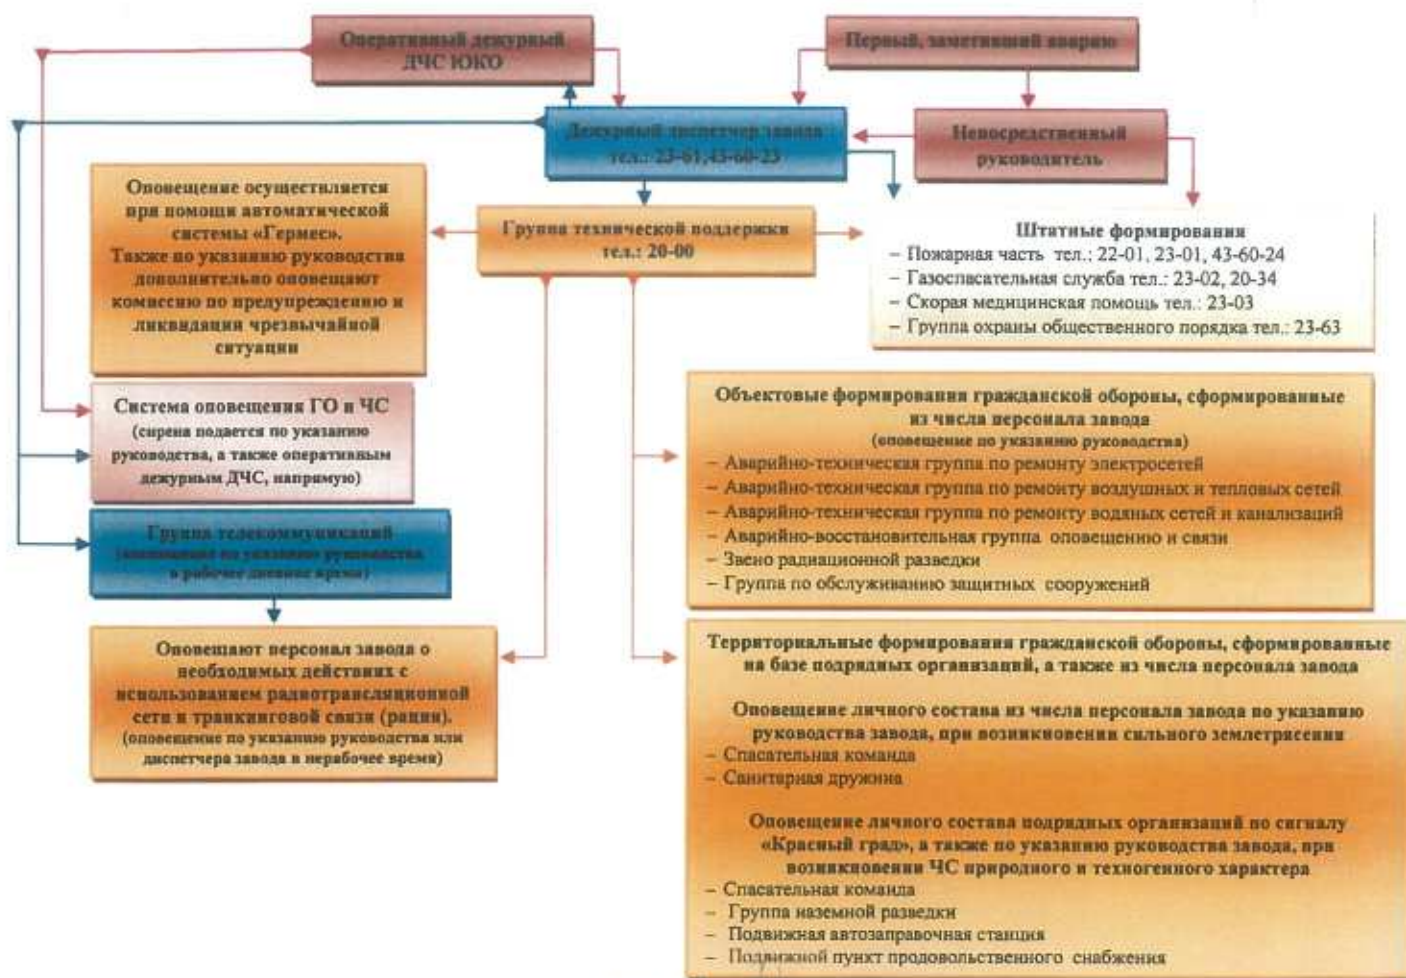 Оперативный дежурный
ДЧС ЮКО
Первый, заметивший аварию
Дежурный диспетчер завода
тел.: 23-61,43-60-23
Непосредственный
руководитель
Оповещение осуществляется
при помощи автоматической
системы «Гермес».
Также по указанию руководства
дополнительно оповещают
комиссию по предупреждению и
ликвидации чрезвычайной
ситуации
Группа технической поддержки
тел.: 20-00
Штатные формирования
– Пожарная часть тел.: 22-01, 23-01, 43-60-24
– Газоспасательная служба тел.: 23-02, 20-34
– Скорая медицинская помощь тел.: 23-03
– Группа охраны общественного порядка тел.: 23-63
Система оповещения ГО и ЧС
(сирена подается по указанию
руководства, а также оперативным
дежурным ДЧС, напрямую)
Группа телекоммуникаций
(оповещение по указанию руководства
в рабочее дневное время)
Оповещают персонал завода о
необходимых действиях с
использованием радиотрансляционной
сети и транкинговой связи (рации).
(оповещение по указанию руководства или
диспетчера завода в нерабочее время)
Объектовые формирования гражданской обороны, сформированные
из числа персонала завода
(оповещение по указанию руководства)
– Аварийно-техническая группа по ремонту электросетей
– Аварийно-техническая группа по ремонту воздушных и тепловых сетей
– Аварийно-техническая группа по ремонту водяных сетей и канализаций
– Аварийно-восстановительная группа оповещению и связи
– Звено радиационной разведки
– Группа по обслуживанию защитных сооружений
Территориальные формирования гражданской обороны, сформированные
на базе подрядных организаций, а также из числа персонала завода
Оповещение личного состава из числа персонала завода по указанию
руководства завода, при возникновении сильного землетрясения
– Спасательная команда
– Санитарная дружина
Оповещение личного состава подрядных организаций по сигналу
«Красный град», а также по указанию руководства завода, при
возникновении ЧС природного и техногенного характера
– Спасательная команда
– Группа наземной разведки
– Подвижная автозаправочная станция
– Подвижной пункт продовольственного снабжения